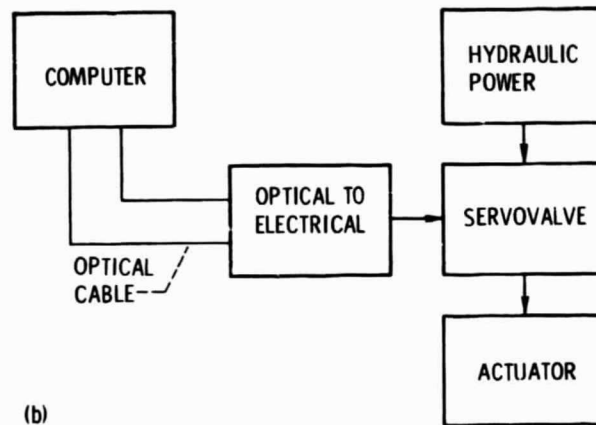 COMPUTER
HYDRAULIC
POWER
OPTICAL TO
ELECTRICAL
SERVOVALVE
OPTICAL
CABLE
ACTUATOR
(b)